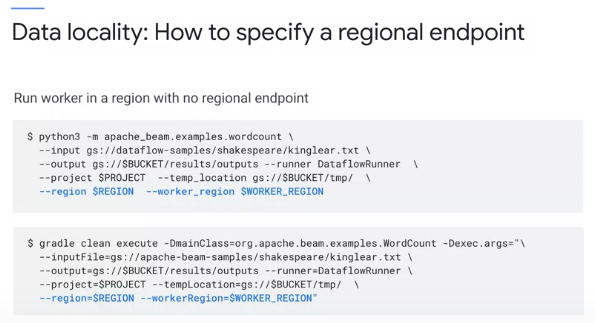 Data locality: How to specify a regional endpoint
Run worker in a region with no regional endpoint
$ python3 -m apache_beam.examples.wordcount \
--input gs://dataflow-samples/shakespeare/kinglear.txt \
--output gs://$BUCKET/results/outputs --runner DataflowRunner \
--project $PROJECT --temp_location gs://$BUCKET/tmp/ \
--region $REGION --worker_region $WORKER_REGION
$ gradle clean execute -DmainClass=org.apache.beam.examples.WordCount -Dexec.args="\
--inputFile=gs://apache-beam-samples/shakespeare/kinglear.txt \
--output=gs://$BUCKET/results/outputs --runner=DataflowRunner \
--project=$PROJECT --tempLocation=gs://$BUCKET/tmp/ \
--region=$REGION --workerRegion=$WORKER_REGION"